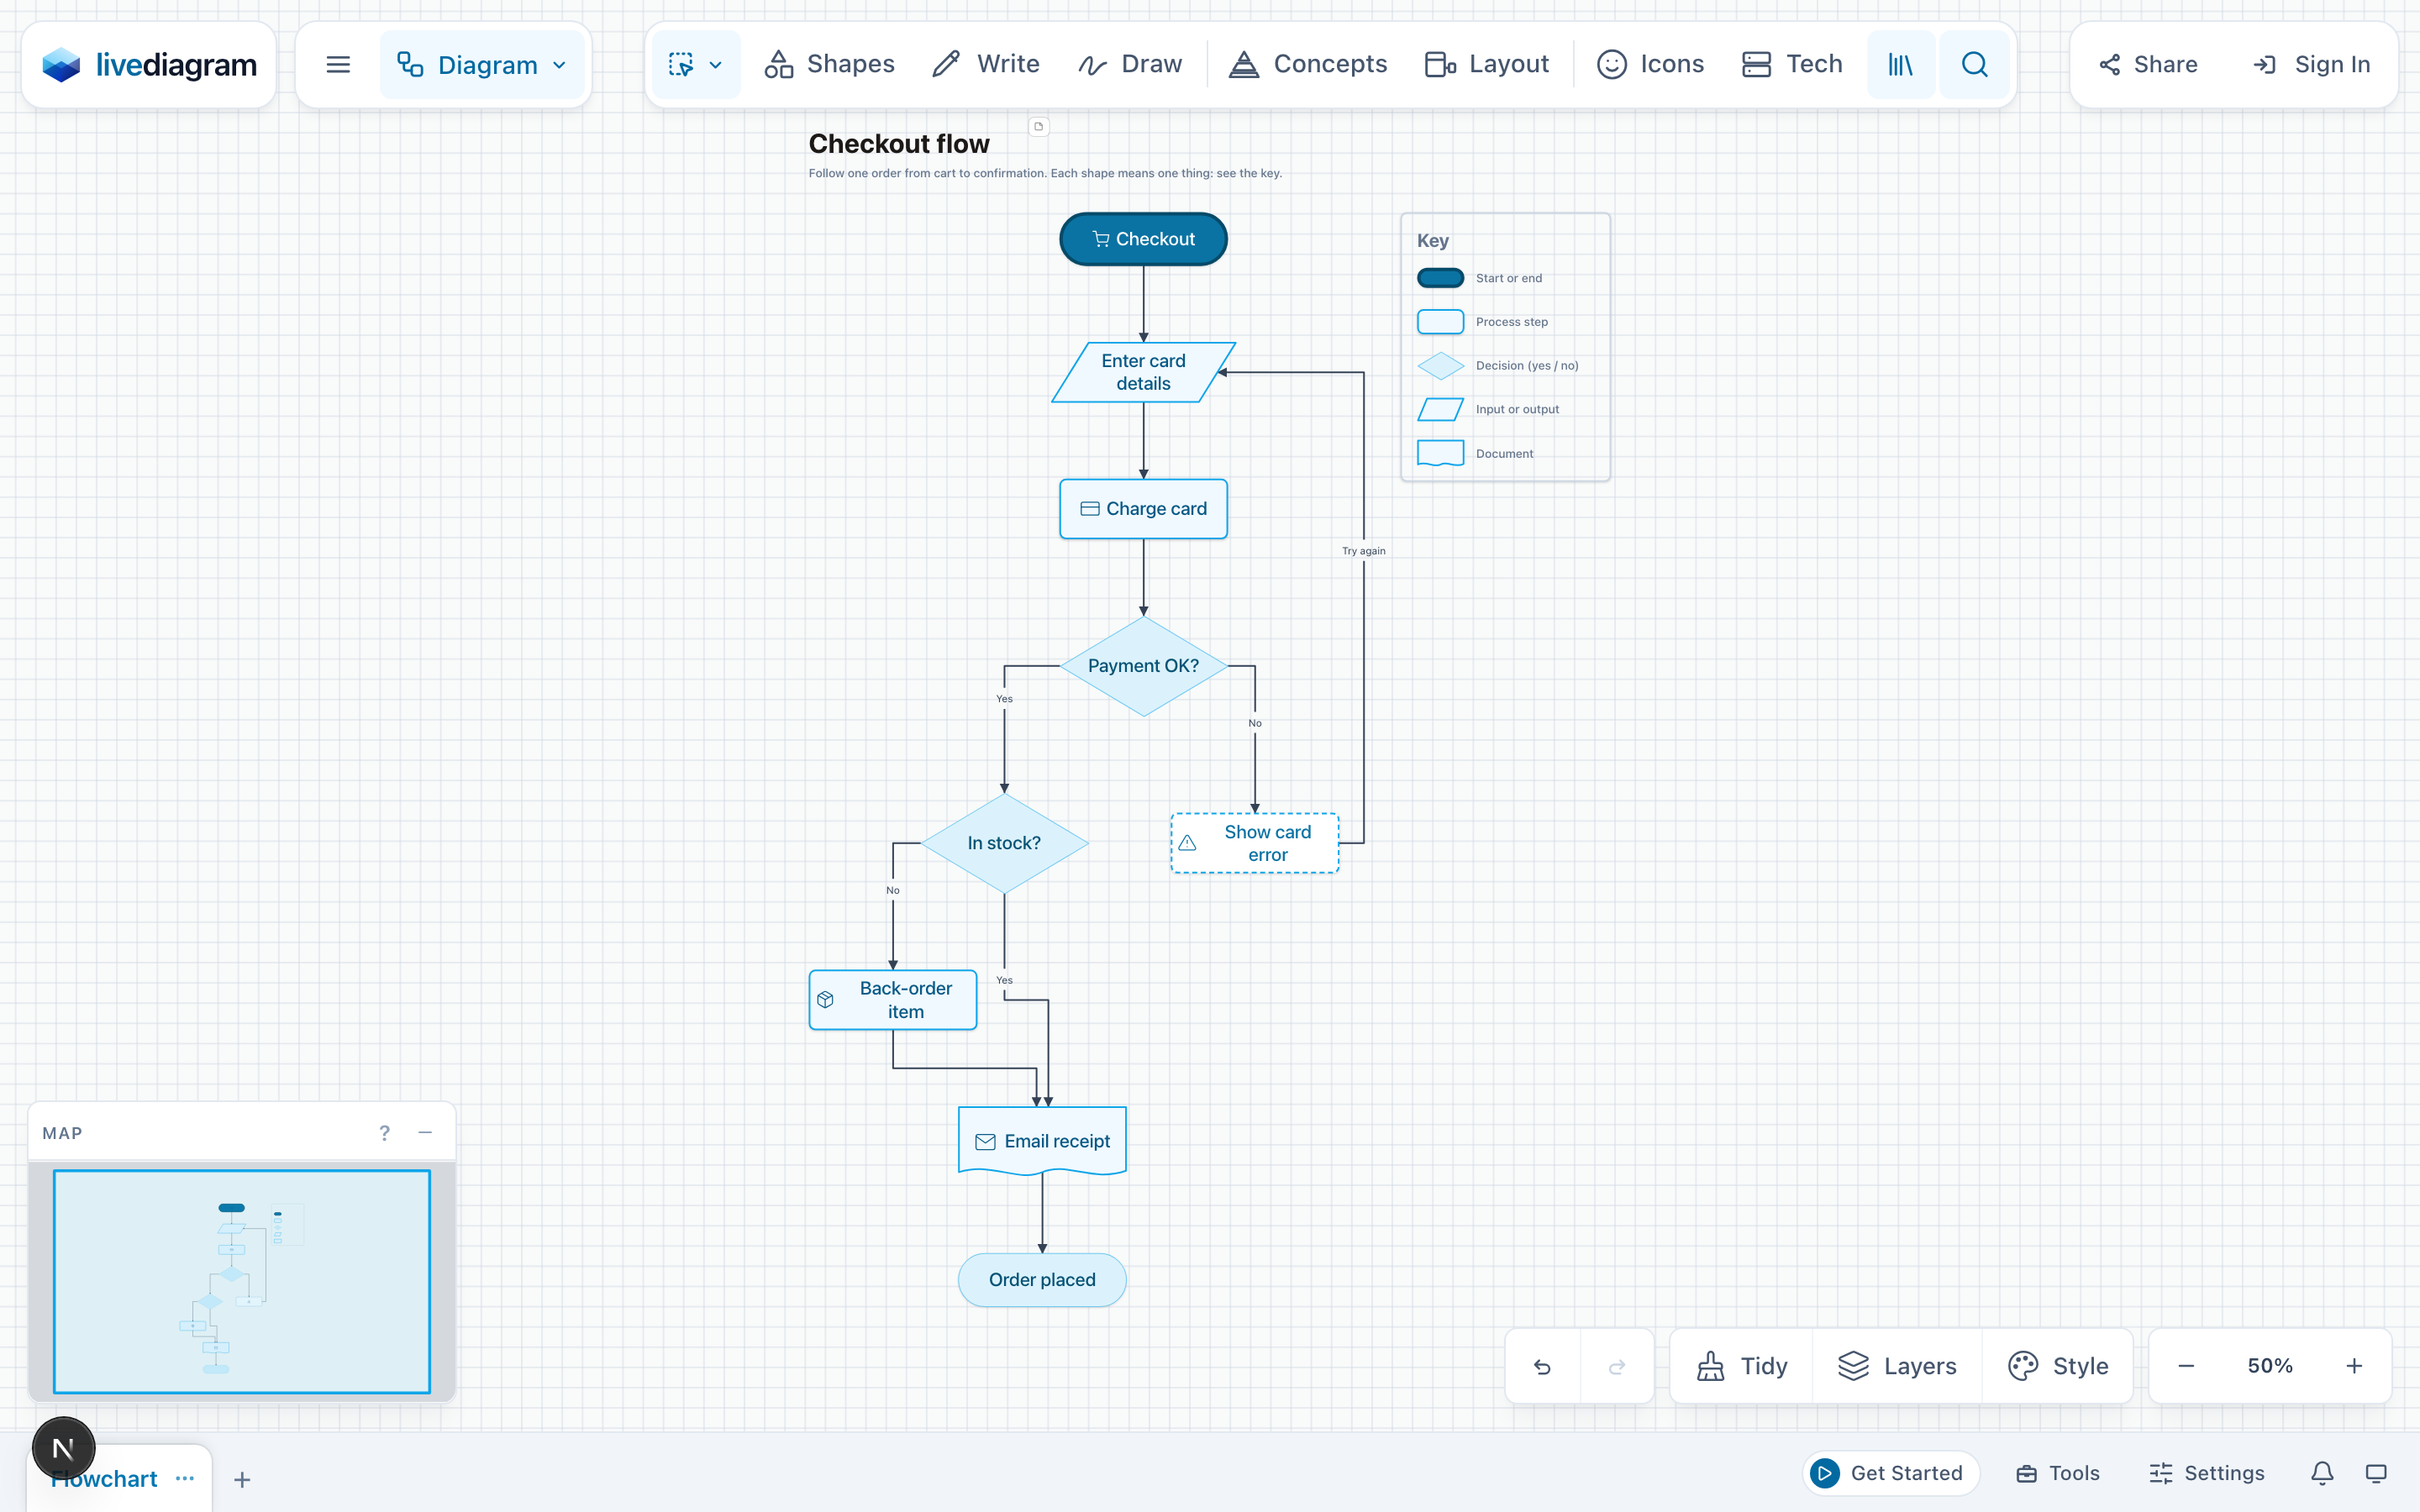 livediagram
Diagram
Shapes
Write
Draw
Concepts
Layout
Icons
Tech
Share
Sign In
Checkout flow
Follow one order from cart to confirmation. Each shape means one thing: see the key.
Checkout
Key
Start or end
Process step
Decision (yes / no)
Input or output
Document
Enter card
details
Charge card
Try again
Payment OK?
Yes
No
In stock?
Show card
error
No
Yes
Back-order
item
Email receipt
Order placed
MAP
?
Tidy
Layers
Style
50%
N
Flowchart
Get Started
Tools
Settings